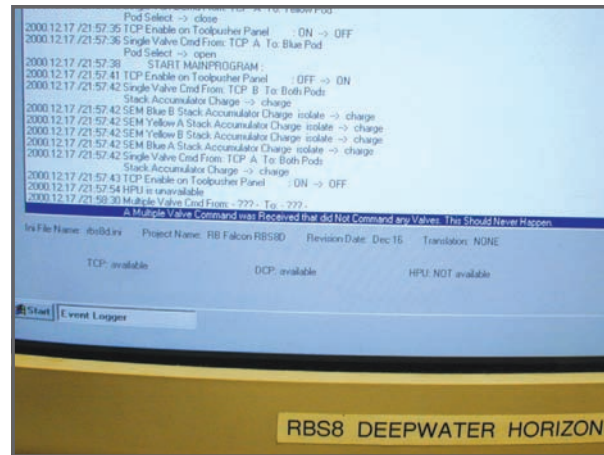 To: Yellow Pod
Pod Select -> close
2000.12.17 /21:57:35 TCP Enable on Toolpusher Panel : ON -> OFF
2000.12.17 /21:57:36 Single Valve Cmd From: TCP A To: Blue Pod
Pod Select -> open
2000.12.17 /21:57:38 START MAINPROGRAM :
2000.12.17 /21:57:41 TCP Enable on Toolpusher Panel : OFF -> ON
2000.12.17 /21:57:42 Single Valve Cmd From: TCP B To: Both Pods
Stack Accumulator Charge -> charge
2000.12.17 /21:57:42 SEM Blue B Stack Accumulator Charge isolate -> charge
2000.12.17 /21:57:42 SEM Yellow A Stack Accumulator Charge isolate -> charge
2000.12.17 /21:57:42 SEM Yellow B Stack Accumulator Charge isolate -> charge
2000.12.17 /21:57:42 SEM Blue A Stack Accumulator Charge isolate -> charge
2000.12.17 /21:57:42 Single Valve Cmd From: TCP A To: Both Pods
Stack Accumulator Charge -> charge
2000.12.17 /21:57:43 TCP Enable on Toolpusher Panel : ON -> OFF
2000.12.17 /21:57:54 HPU is unavailable
2000.12.17 /21:58:30 Multiple Valve Cmd From: - ??? - To: - ??? -
A Multiple Valve Command was Received that did Not Command any Valves. This Should Never Happen
Ini File Name: rbs8d.ini Project Name: RB Falcon RBS8D Revision Date: Dec 16 Translation: NONE
TCP: available DCP: available HPU: NOT available
Start Event Logger
RBS8 DEEPWATER HORIZON